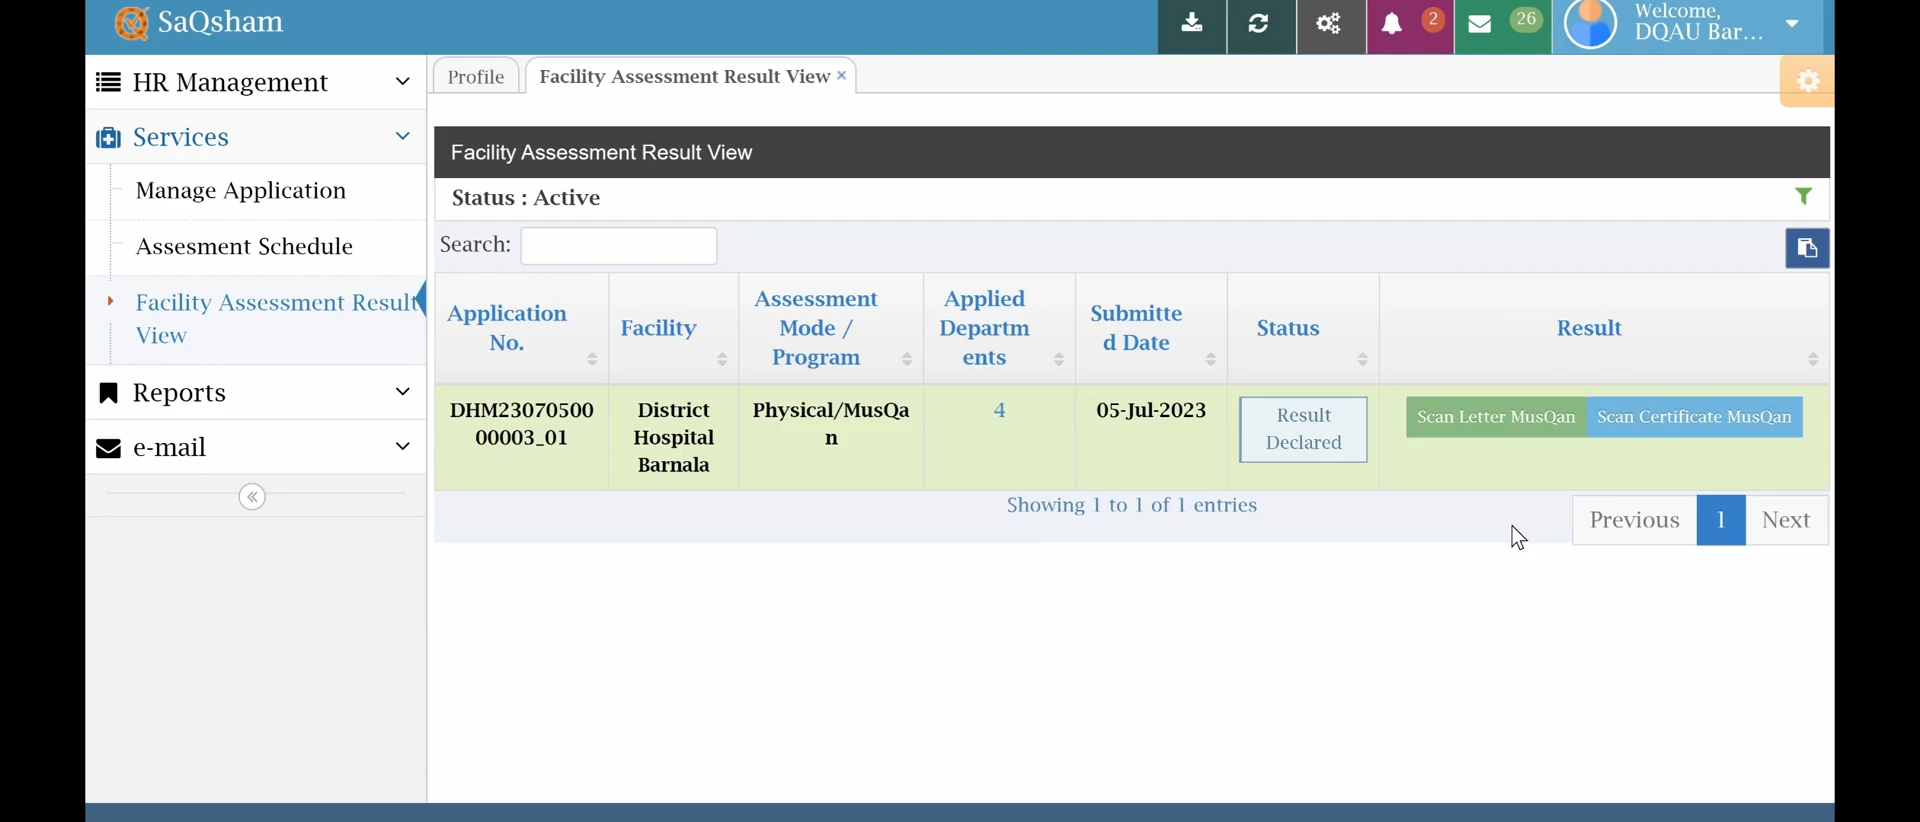 SaQsham
2
26
Welcome,
DQAU Bar...
HR Management
Services
Manage Application
Assesment Schedule
Facility Assessment Result
View
Reports
e-mail
Profile
Facility Assessment Result View ×
Facility Assessment Result View
Status : Active
Search:
Application
No.
Facility
Assessment
Mode /
Program
Applied
Departm
ents
Submitte
d Date
Status
Result
DHM23070500
00003_01
District
Hospital
Barnala
Physical/MusQa
n
4
05-Jul-2023
Result
Declared
Scan Letter MusQan
Scan Certificate MusQan
Showing 1 to 1 of 1 entries
Previous
1
Next